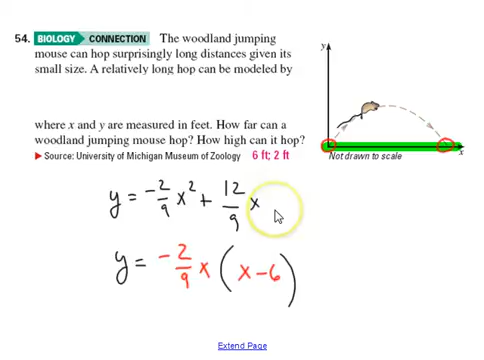 54. BIOLOGY CONNECTION The woodland jumping
mouse can hop surprisingly long distances given its
small size. A relatively long hop can be modeled by
where x and y are measured in feet. How far can a
woodland jumping mouse hop? How high can it hop?
▶ Source: University of Michigan Museum of Zoology 6 ft; 2 ft
y
x
Not drawn to scale
y = -2/9 x² + 12/9 x
y = -2/9 x (x - 6)
Extend Page